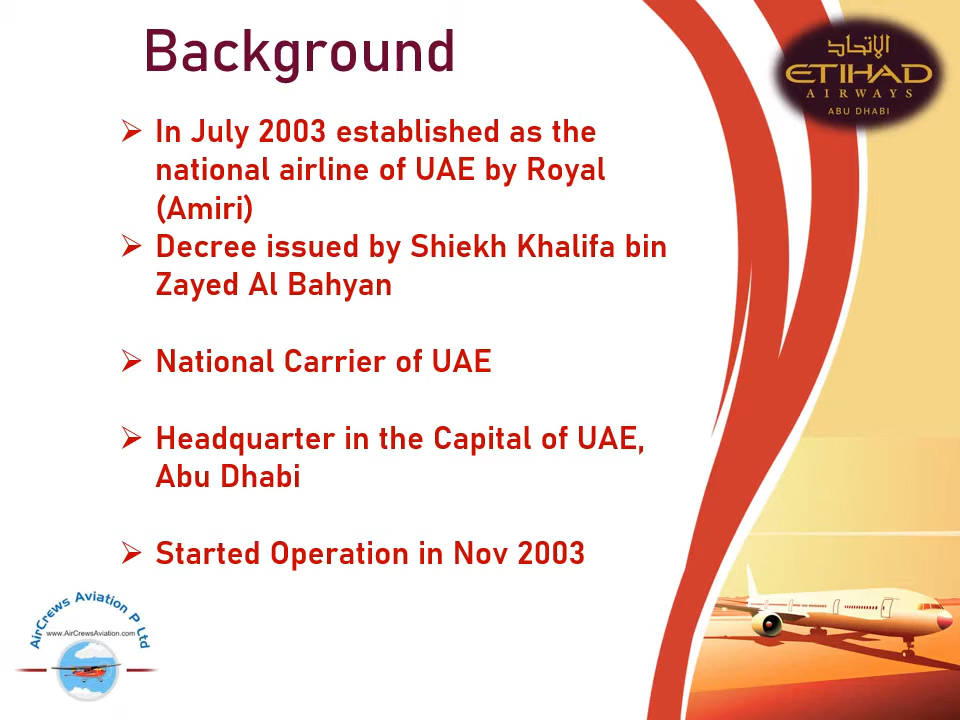 Background
الإتحاد
ETIHAD
AIRWAYS
ABU DHABI
➢ In July 2003 established as the
national airline of UAE by Royal
(Amiri)
➢ Decree issued by Shiekh Khalifa bin
Zayed Al Bahyan
➢ National Carrier of UAE
➢ Headquarter in the Capital of UAE,
Abu Dhabi
➢ Started Operation in Nov 2003
AirCrews Aviation P Ltd
www.AirCrewsAviation.com